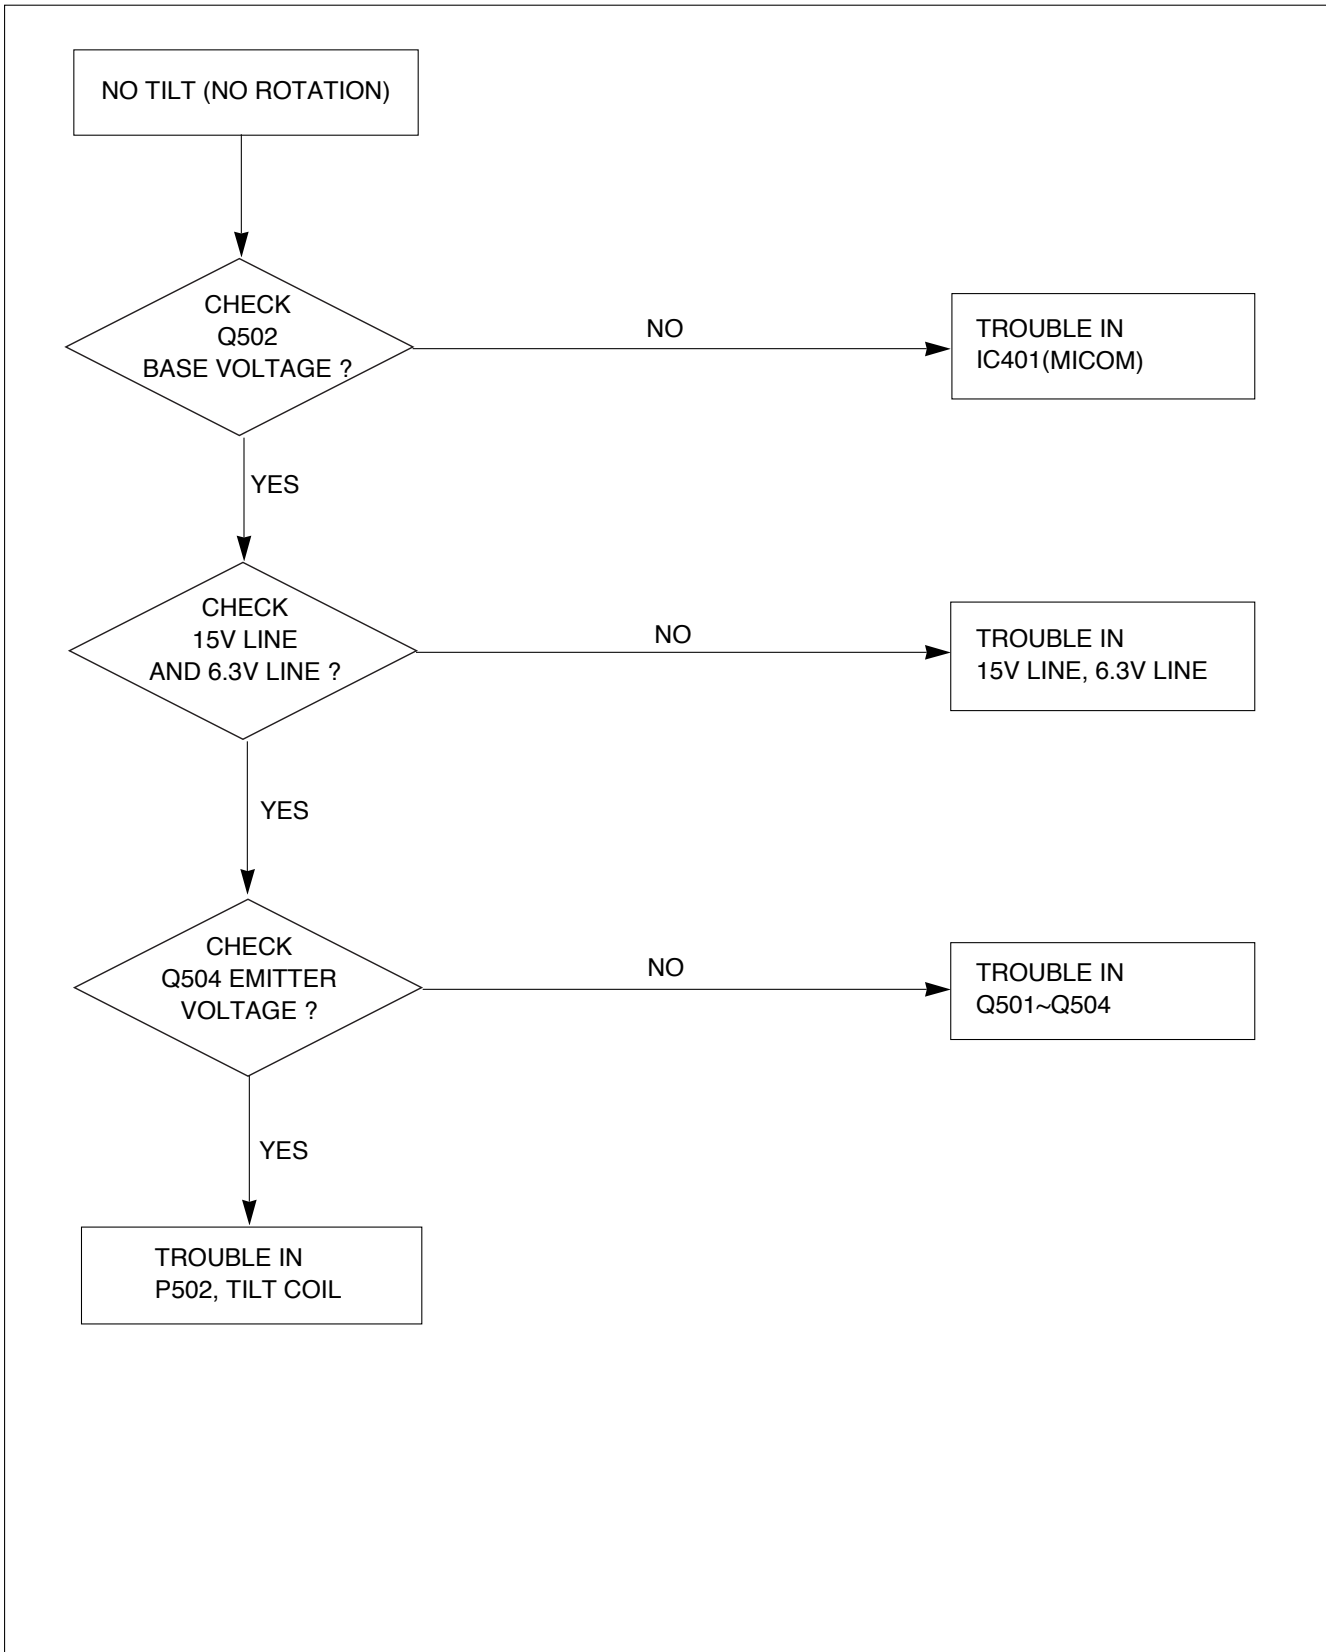 NO TILT (NO ROTATION)
CHECK
Q502
BASE VOLTAGE ?
NO
TROUBLE IN
IC401(MICOM)
YES
CHECK
15V LINE
AND 6.3V LINE ?
NO
TROUBLE IN
15V LINE, 6.3V LINE
YES
CHECK
Q504 EMITTER
VOLTAGE ?
NO
TROUBLE IN
Q501~Q504
YES
TROUBLE IN
P502, TILT COIL